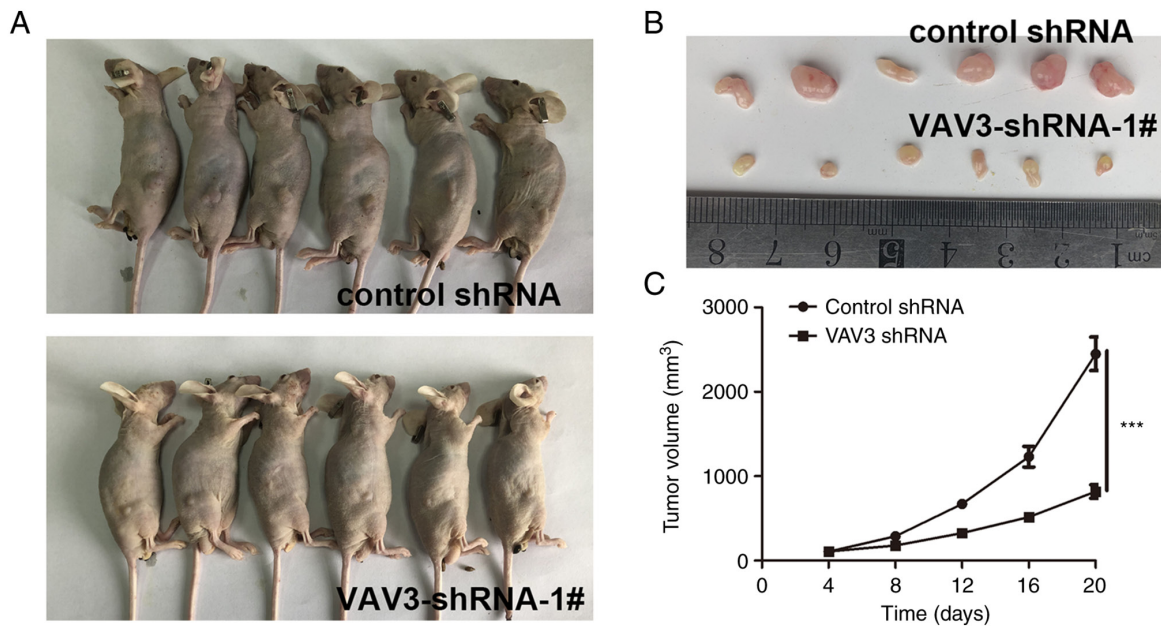 A
control shRNA
VAV3-shRNA-1#
B
control shRNA
VAV3-shRNA-1#
8 7 6 5 4 3 2 1 cm
mm
C
Control shRNA
VAV3 shRNA
Tumor volume (mm³)
3000
2000
1000
0
***
0 4 8 12 16 20
Time (days)